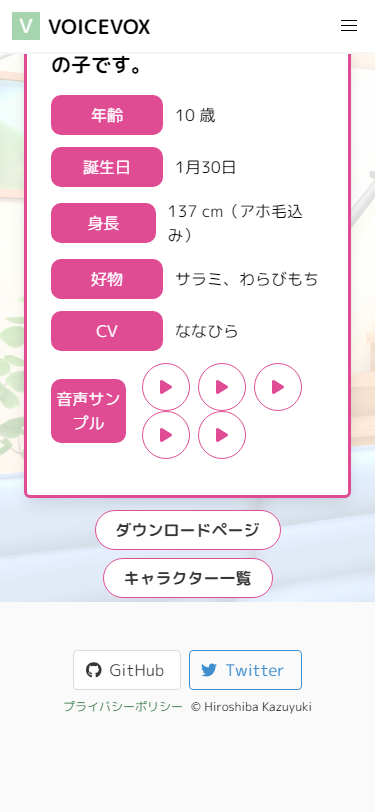 VOICEVOX
の子です。
年齢 10 歳
誕生日 1月30日
身長 137 cm（アホ毛込
み）
好物 サラミ、わらびもち
CV ななひら
音声サン
プル
ダウンロードページ
キャラクター一覧
GitHub Twitter
プライバシーポリシー © Hiroshiba Kazuyuki